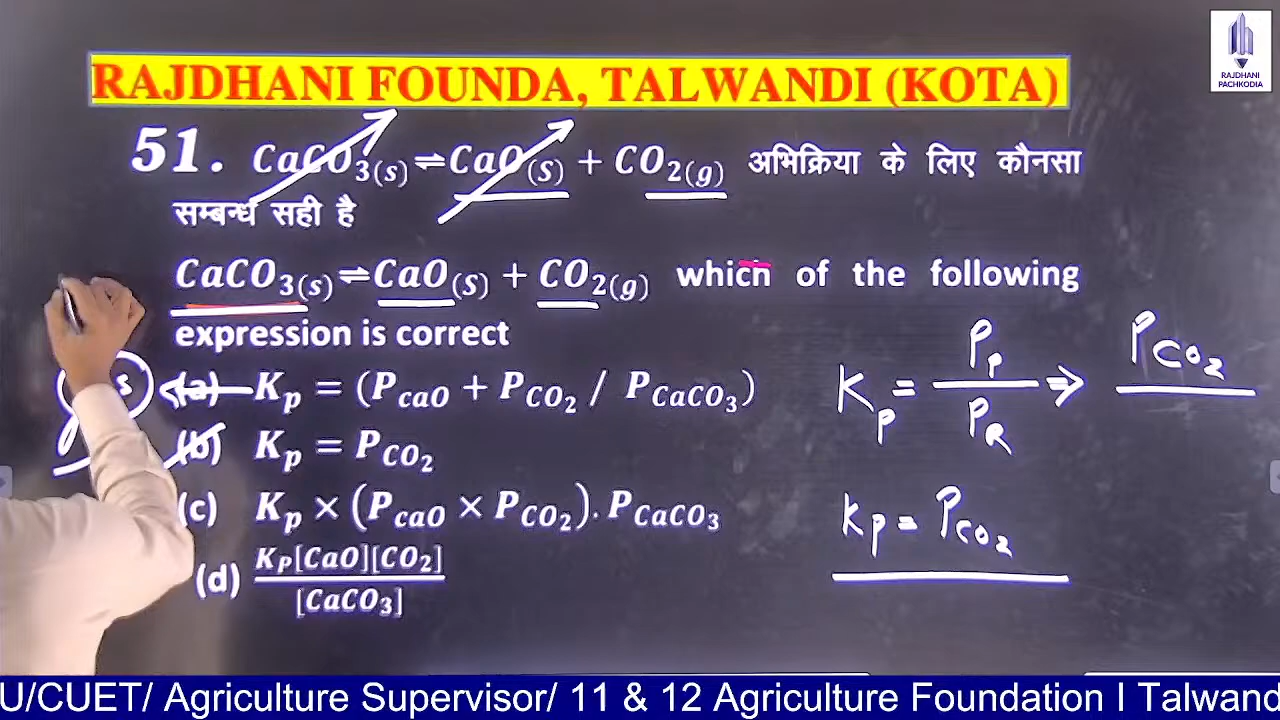 RAJDHANI
PACHKODIA
RAJDHANI FOUNDA, TALWANDI (KOTA)
51. CaCO₃(s) ⇌ CaO(S) + CO₂(g) अभिक्रिया के लिए कौनसा
सम्बन्ध सही है
CaCO₃(s) ⇌ CaO(S) + CO₂(g) which of the following
expression is correct
(a) Kp = (PCaO + PCO₂ / PCaCO₃)
(b) Kp = PCO₂
(c) Kp × (PCaO × PCO₂). PCaCO₃
(d) KP[CaO][CO₂] / [CaCO₃]
Kp = Pp / PR ⇒ PCO₂
Kp = PCO₂
U/CUET/ Agriculture Supervisor/ 11 & 12 Agriculture Foundation I Talwand